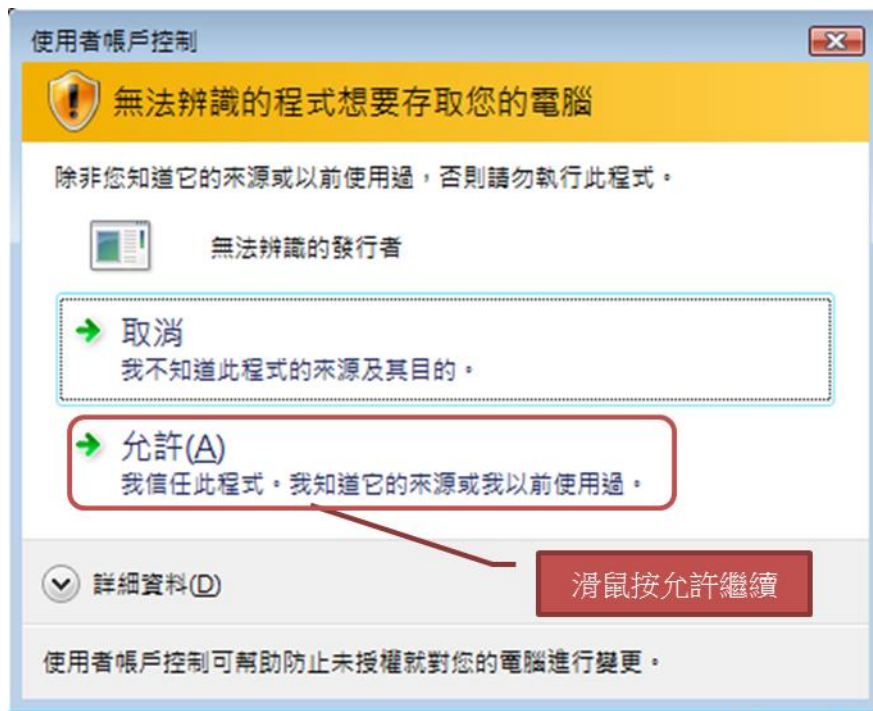 使用者帳戶控制
無法辨識的程式想要存取您的電腦
除非您知道它的來源或以前使用過，否則請勿執行此程式。
無法辨識的發行者
取消
我不知道此程式的來源及其目的。
允許(A)
我信任此程式。我知道它的來源或我以前使用過。
詳細資料(D)
滑鼠按允許繼續
使用者帳戶控制可幫助防止未授權就對您的電腦進行變更。